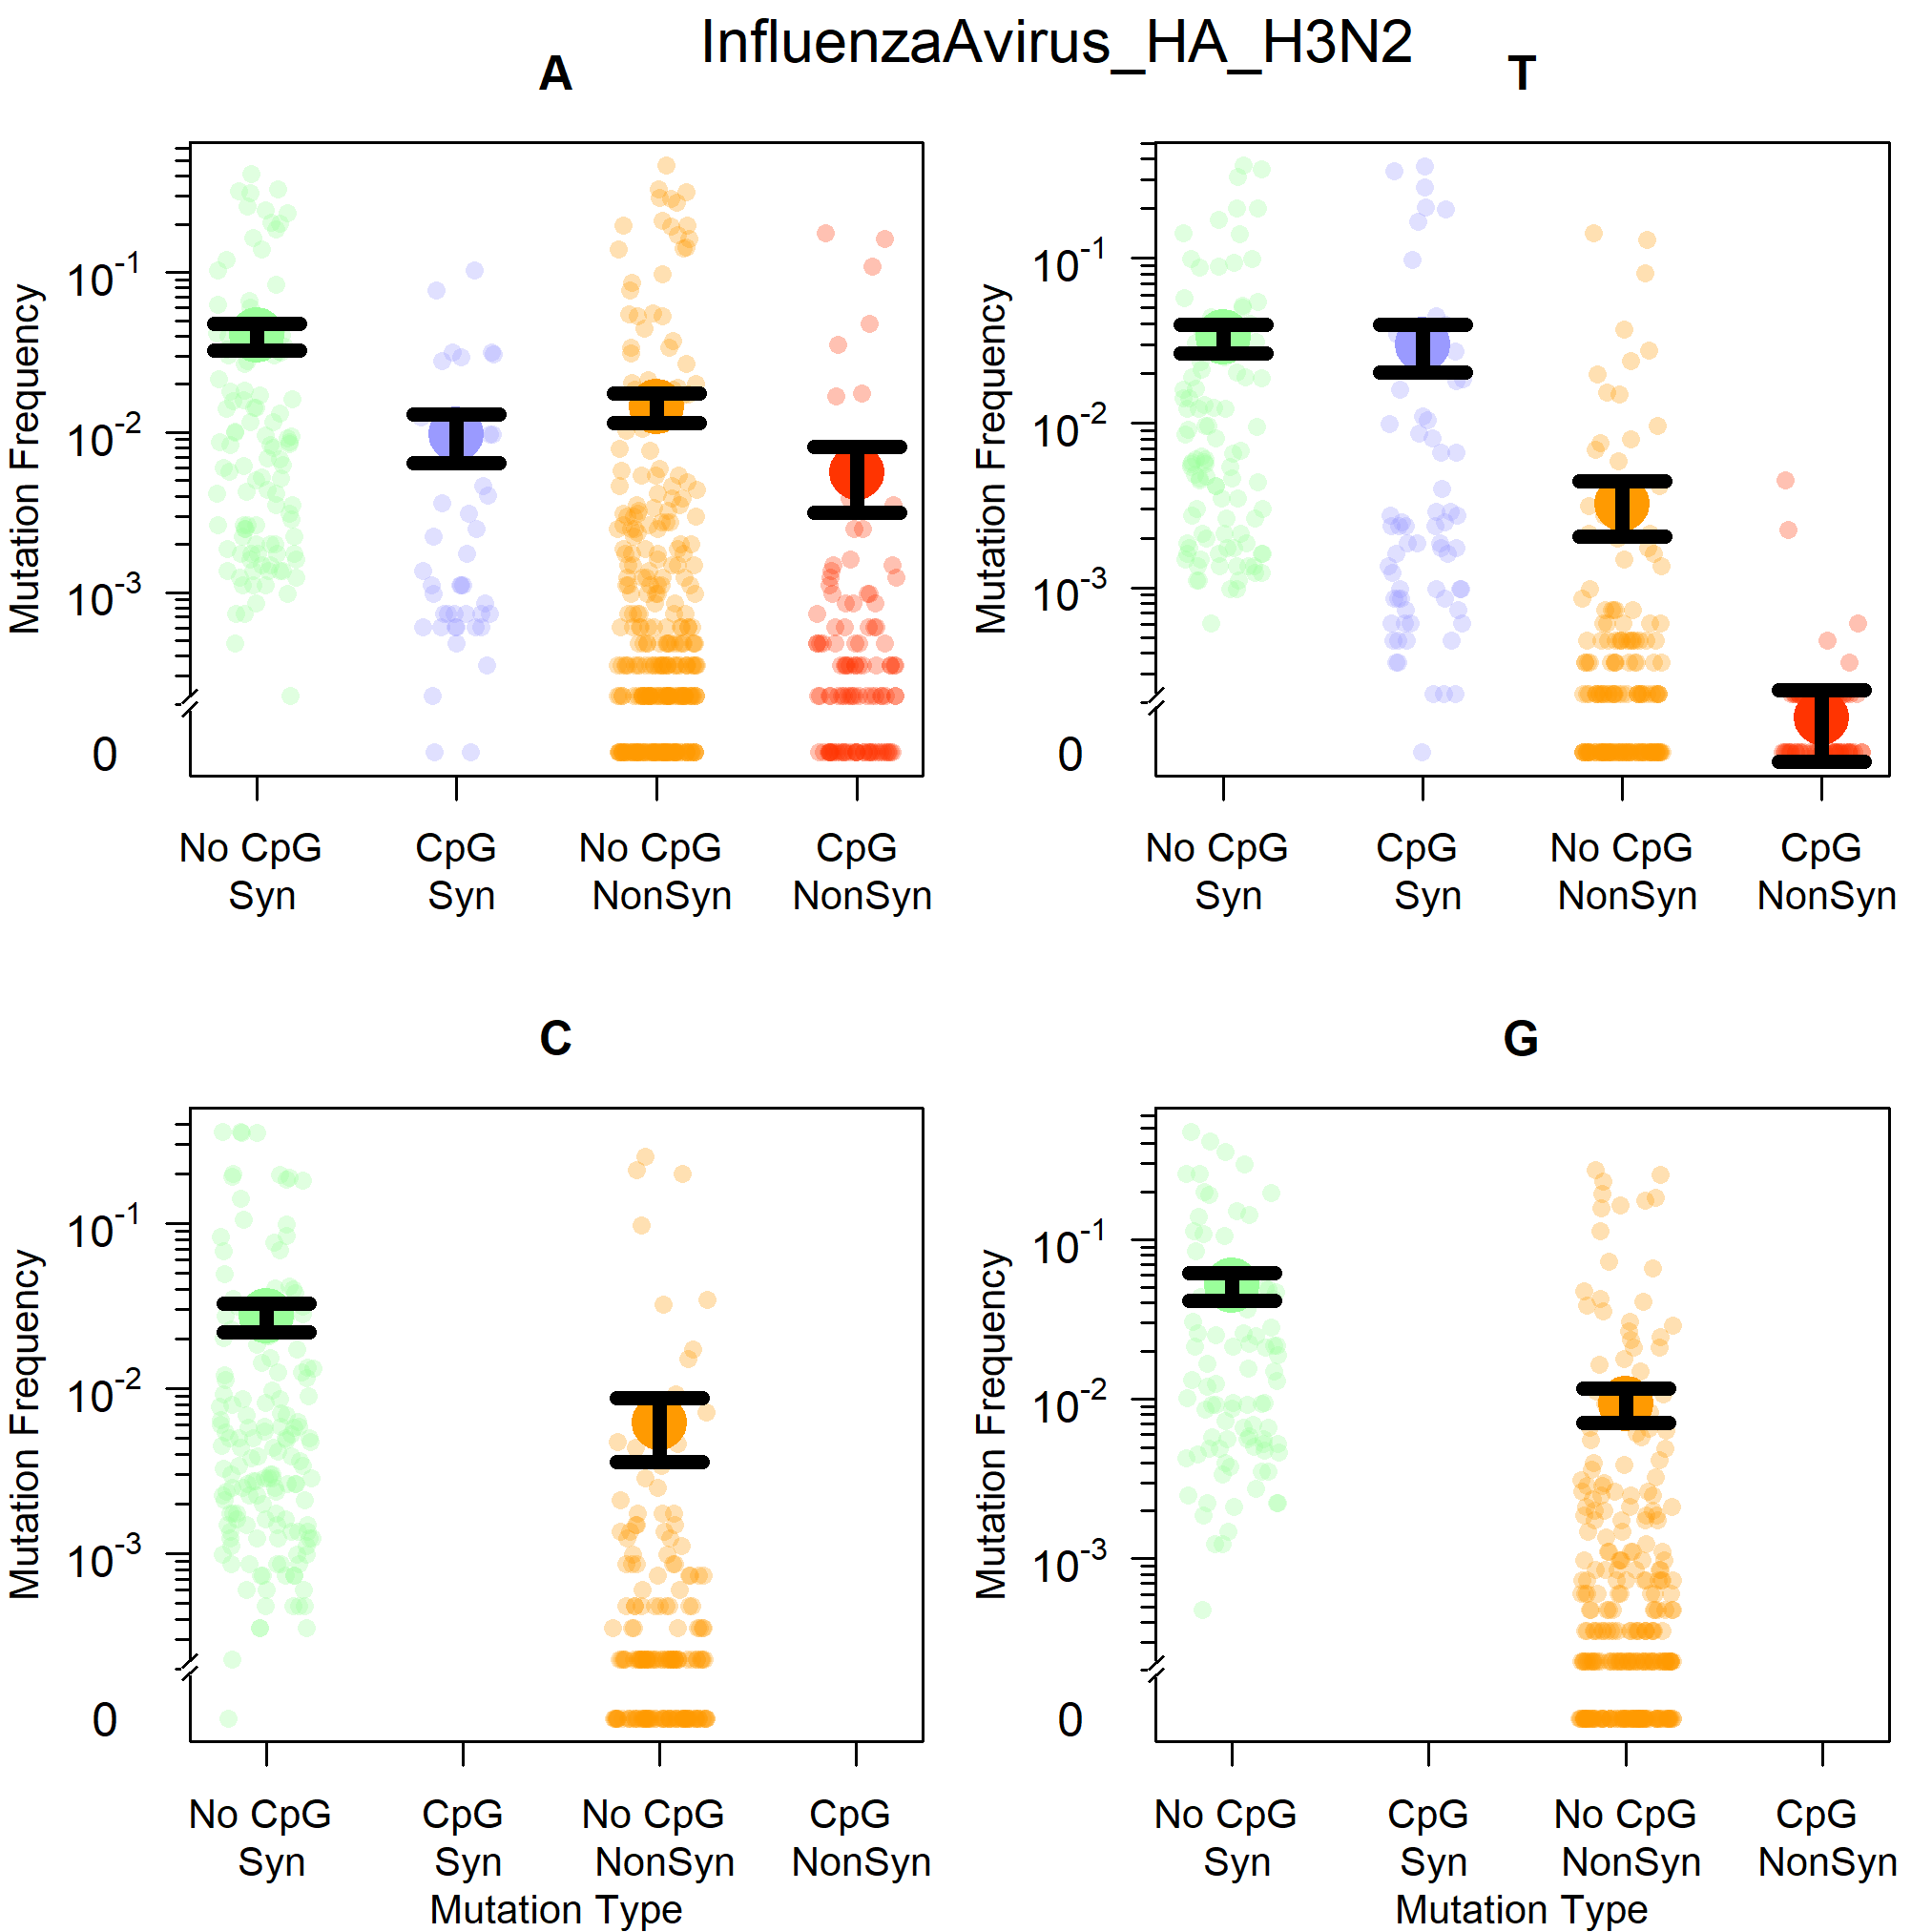 InfluenzaAvirus_HA_H3N2
A
Mutation Frequency
10-1
10-2
10-3
0
No CpG Syn
CpG Syn
No CpG NonSyn
CpG NonSyn
T
Mutation Frequency
10-1
10-2
10-3
0
No CpG Syn
CpG Syn
No CpG NonSyn
CpG NonSyn
C
Mutation Frequency
10-1
10-2
10-3
0
No CpG Syn
CpG Syn
No CpG NonSyn
CpG NonSyn
Mutation Type
G
Mutation Frequency
10-1
10-2
10-3
0
No CpG Syn
CpG Syn
No CpG NonSyn
CpG NonSyn
Mutation Type